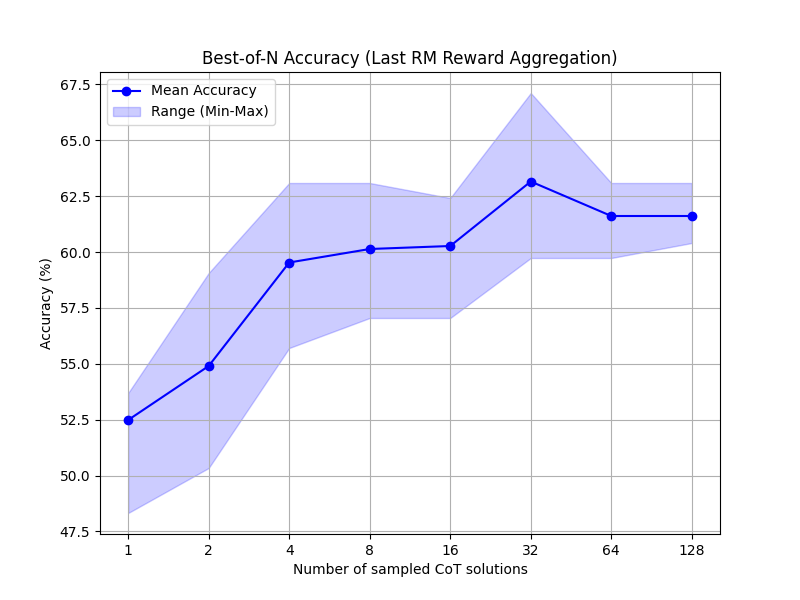 Best-of-N Accuracy (Last RM Reward Aggregation)
Mean Accuracy
Range (Min-Max)
Accuracy (%)
67.5
65.0
62.5
60.0
57.5
55.0
52.5
50.0
47.5
1 2 4 8 16 32 64 128
Number of sampled CoT solutions